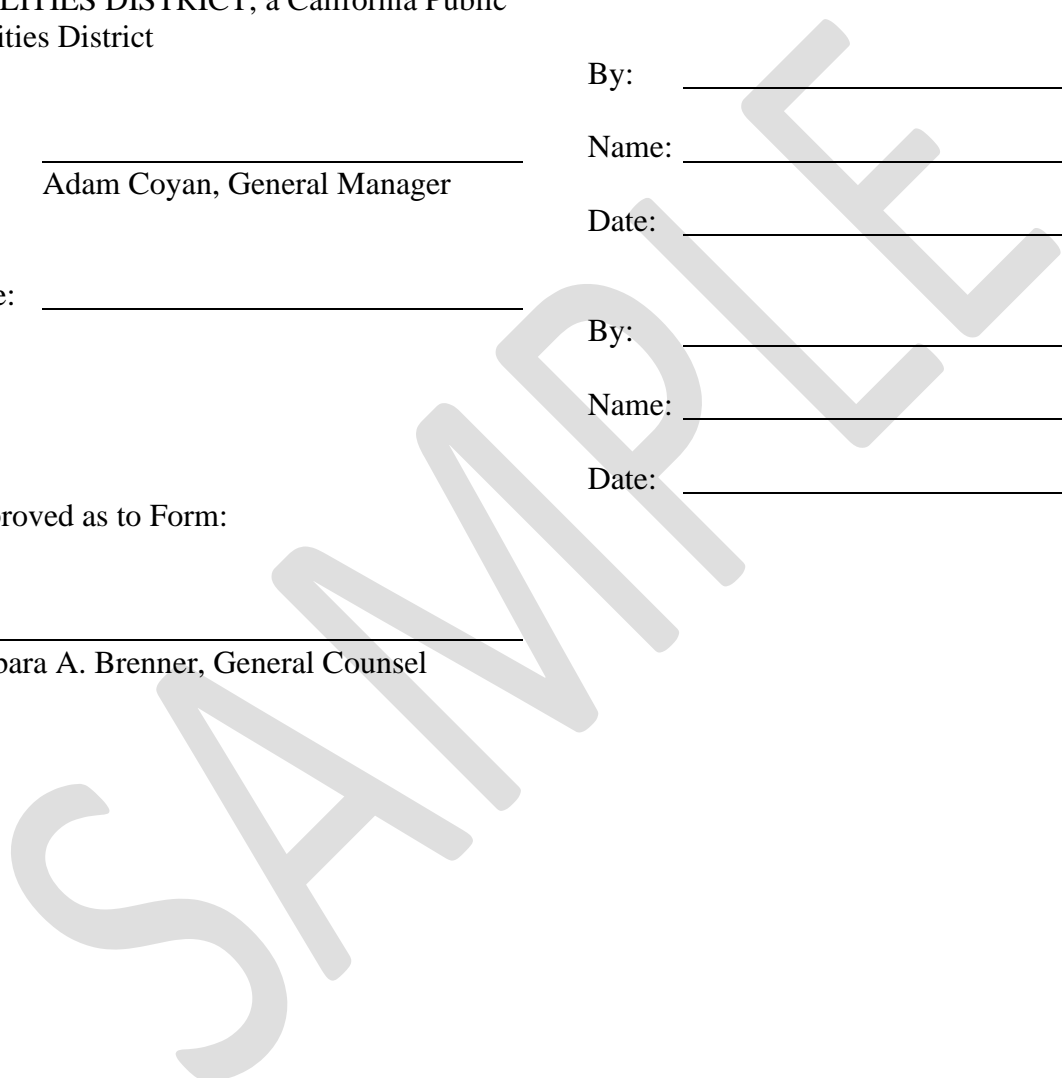 LITIES DISTRICT, a California Public
ities District
Adam Coyan, General Manager
e:
roved as to Form:
bara A. Brenner, General Counsel
By:
Name:
Date:
By:
Name:
Date:
SAMPLE